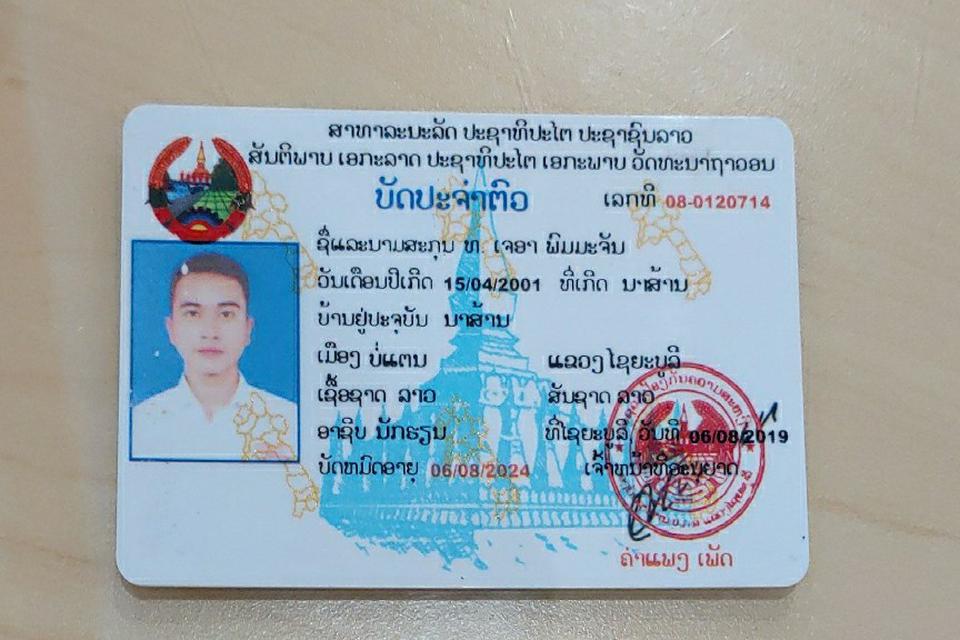 ສາທາລະນະລັດ ປະຊາທິປະໄຕ ປະຊາຊົນລາວ
ສັນຕິພາບ ເອກະລາດ ປະຊາທິປະໄຕ ເອກະພາບ ວັດທະນາຖາວອນ
ບັດປະຈຳຕົວ ເລກທີ 08-0120714
ຊື່ແລະນາມສະກຸນ ທ. ເຈອາ ພົມມະຈັນ
ວັນເດືອນປີເກີດ 15/04/2001 ທີ່ເກີດ ນາສ້ານ
ບ້ານຢູ່ປະຈຸບັນ ນາສ້ານ
ເມືອງ ບໍ່ແຕນ ແຂວງ ໄຊຍະບູລີ
ເຊື້ອຊາດ ລາວ ສັນຊາດ ລາວ
ອາຊິບ ນັກຮຽນ ທີ່ໄຊຍະບູລີ, ວັນທີ 06/08/2019
ບັດຫມົດອາຍຸ 06/08/2024 ເຈົ້າຫນ້າທີ່ອະນຸຍາດ
ຄຳແພງ ເພັດ